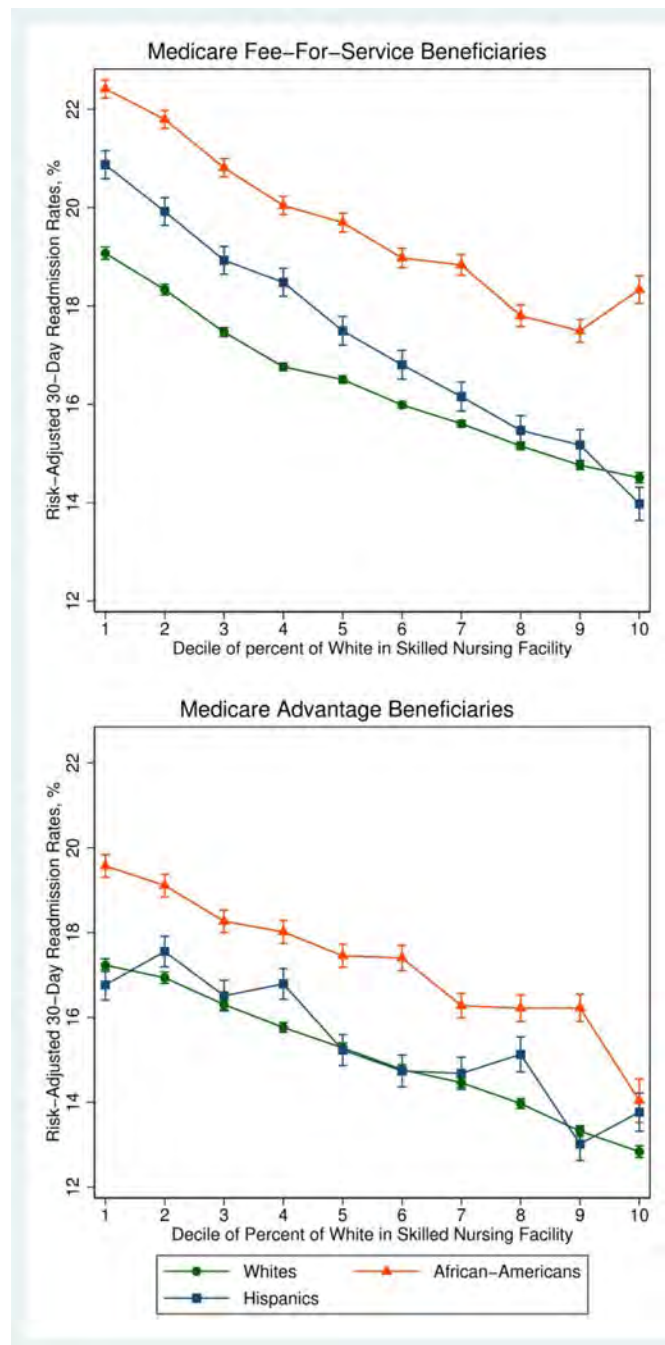 Medicare Fee-For-Service Beneficiaries
Risk-Adjusted 30-Day Readmission Rates, %
22
20
18
16
14
12
1 2 3 4 5 6 7 8 9 10
Decile of percent of White in Skilled Nursing Facility
Medicare Advantage Beneficiaries
Risk-Adjusted 30-Day Readmission Rates, %
22
20
18
16
14
12
1 2 3 4 5 6 7 8 9 10
Decile of Percent of White in Skilled Nursing Facility
Whites African-Americans
Hispanics